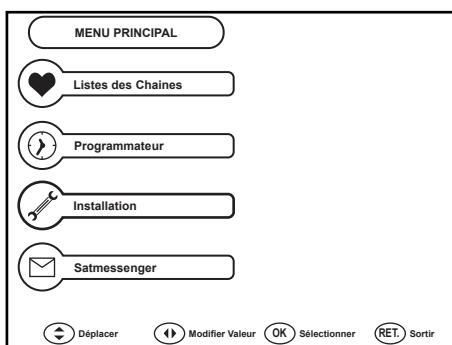 MENU PRINCIPAL
Listes des Chaines
Programmateur
Installation
Satmessenger
Déplacer Modifier Valeur OK Sélectionner RET. Sortir